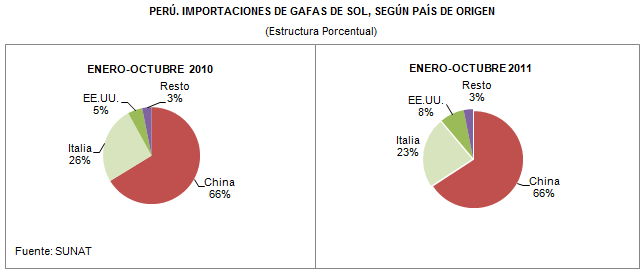 PERÚ. IMPORTACIONES DE GAFAS DE SOL, SEGÚN PAÍS DE ORIGEN
(Estructura Porcentual)
ENERO-OCTUBRE 2010
Resto
3%
EE.UU.
5%
Italia
26%
China
66%
Fuente: SUNAT
ENERO-OCTUBRE 2011
Resto
3%
EE.UU.
8%
Italia
23%
China
66%